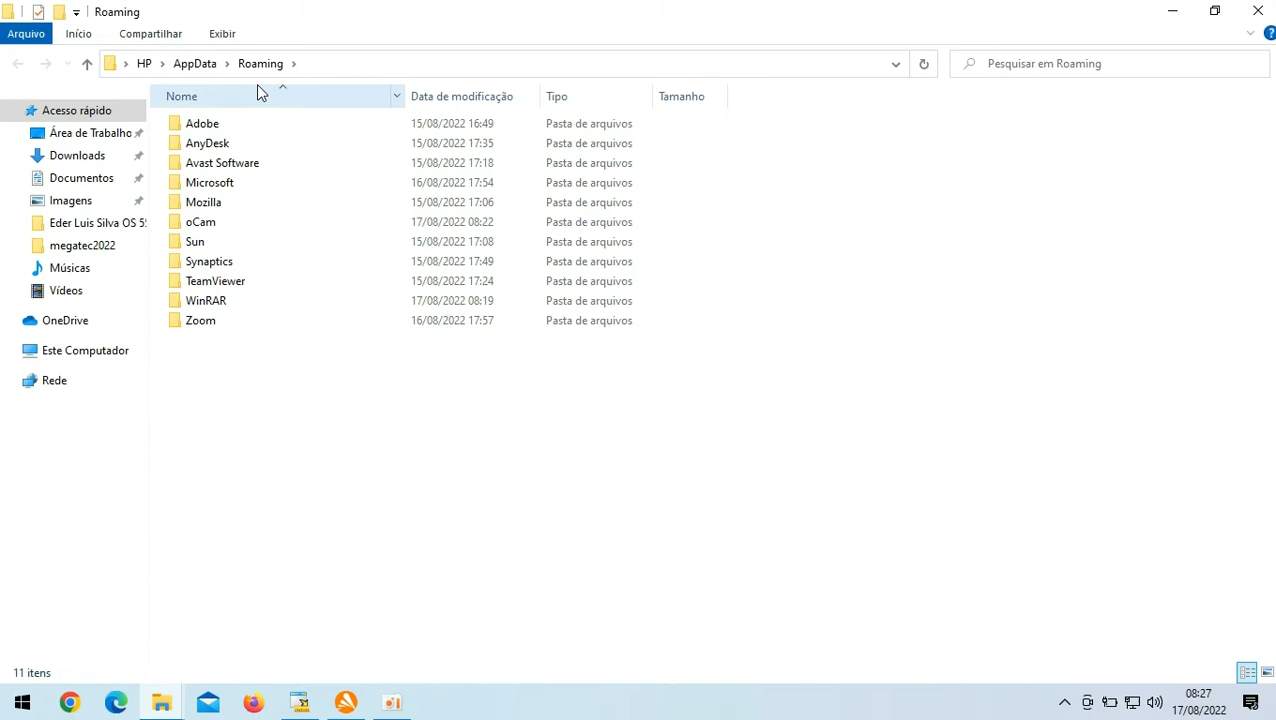 Roaming
Arquivo Início Compartilhar Exibir
HP AppData Roaming
Pesquisar em Roaming
Nome Data de modificação Tipo Tamanho
Acesso rápido
Área de Trabalho
Downloads
Documentos
Imagens
Eder Luis Silva OS 5
megatec2022
Músicas
Vídeos
OneDrive
Este Computador
Rede
Adobe 15/08/2022 16:49 Pasta de arquivos
AnyDesk 15/08/2022 17:35 Pasta de arquivos
Avast Software 15/08/2022 17:18 Pasta de arquivos
Microsoft 16/08/2022 17:54 Pasta de arquivos
Mozilla 15/08/2022 17:06 Pasta de arquivos
oCam 17/08/2022 08:22 Pasta de arquivos
Sun 15/08/2022 17:08 Pasta de arquivos
Synaptics 15/08/2022 17:49 Pasta de arquivos
TeamViewer 15/08/2022 17:24 Pasta de arquivos
WinRAR 17/08/2022 08:19 Pasta de arquivos
Zoom 16/08/2022 17:57 Pasta de arquivos
11 itens
08:27
17/08/2022